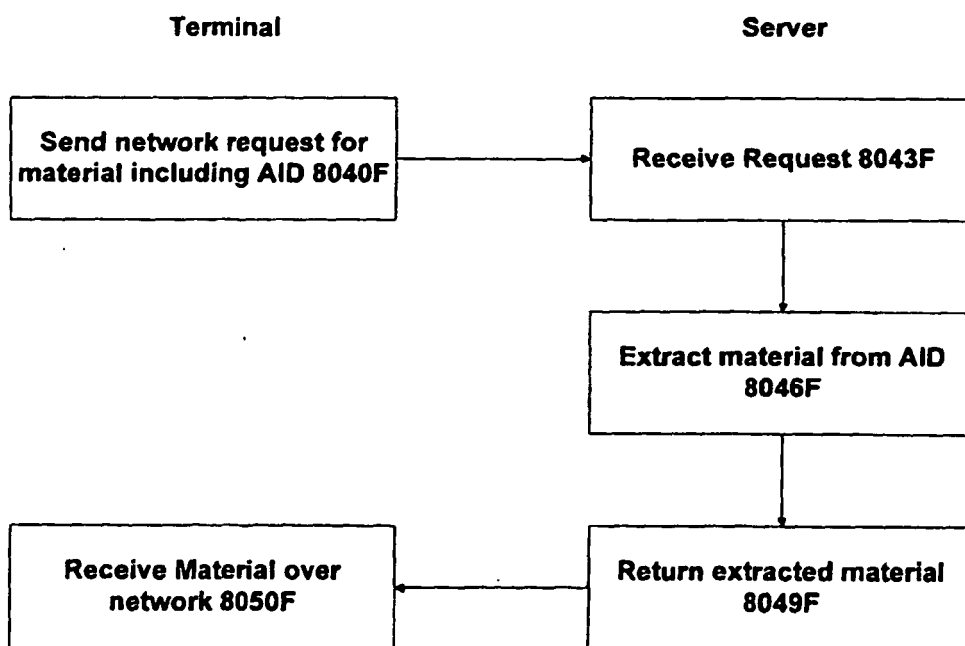 Terminal
Server
Send network request for
material including AID 8040F
Receive Request 8043F
Extract material from AID
8046F
Return extracted material
8049F
Receive Material over
network 8050F